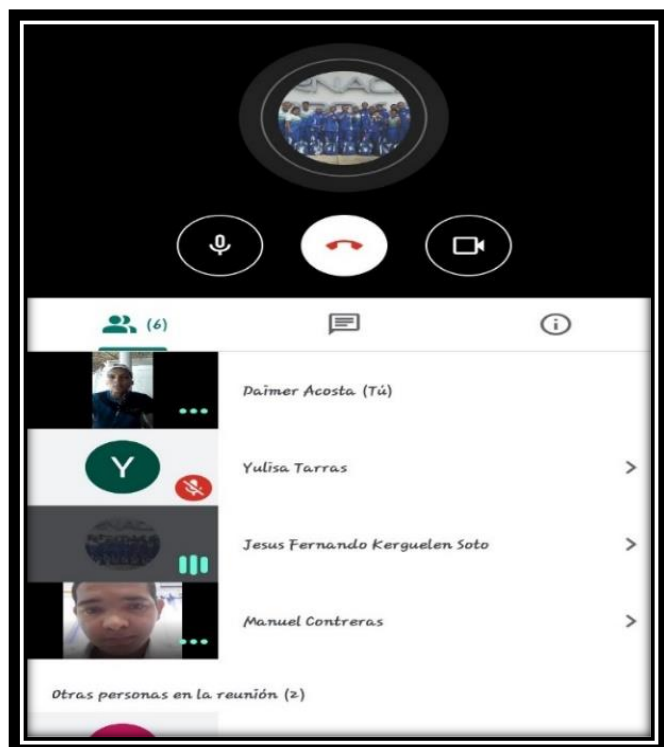 (6)
Daimer Acosta (Tú)
Y
Yulisa Tarras
Jesus Fernando Kerguelen Soto
Manuel Contreras
Otras personas en la reunión (2)